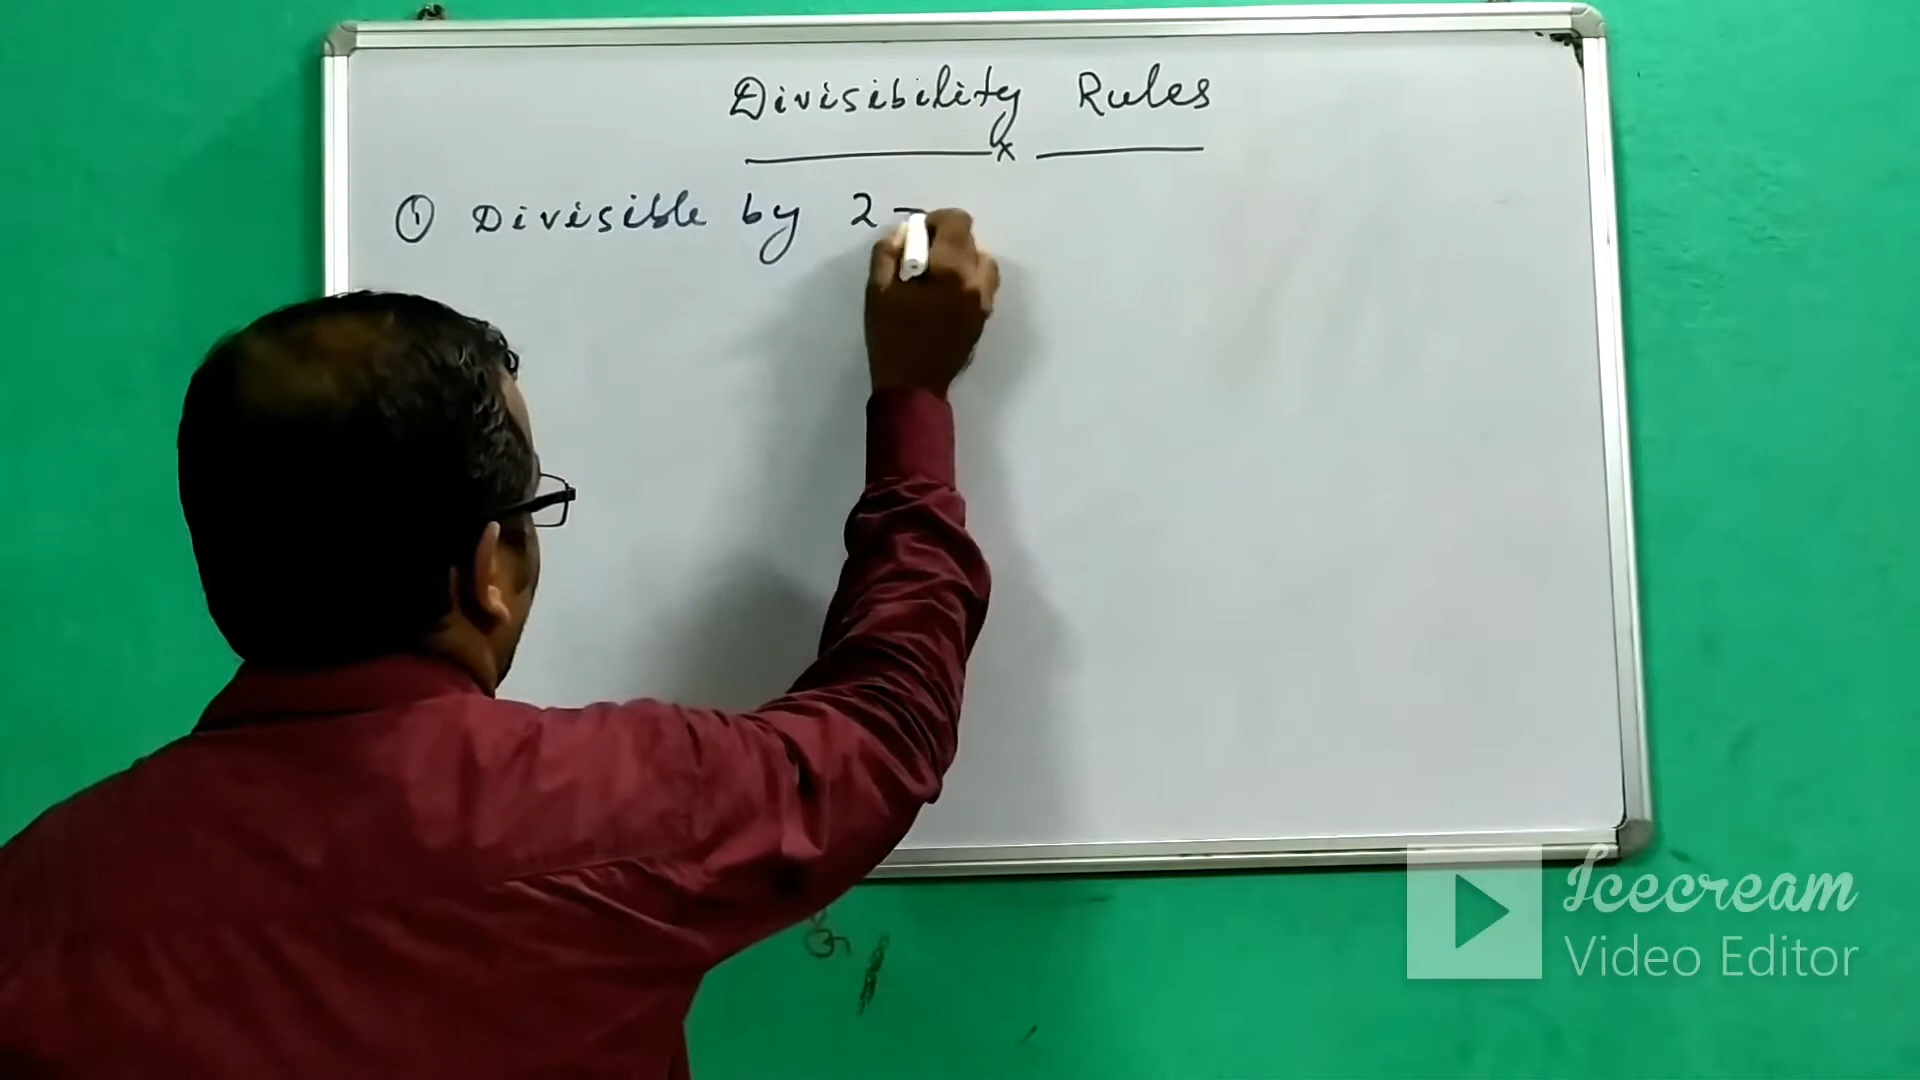 Divisibility Rules
x
① Divisible by 2 -
Icecream
Video Editor